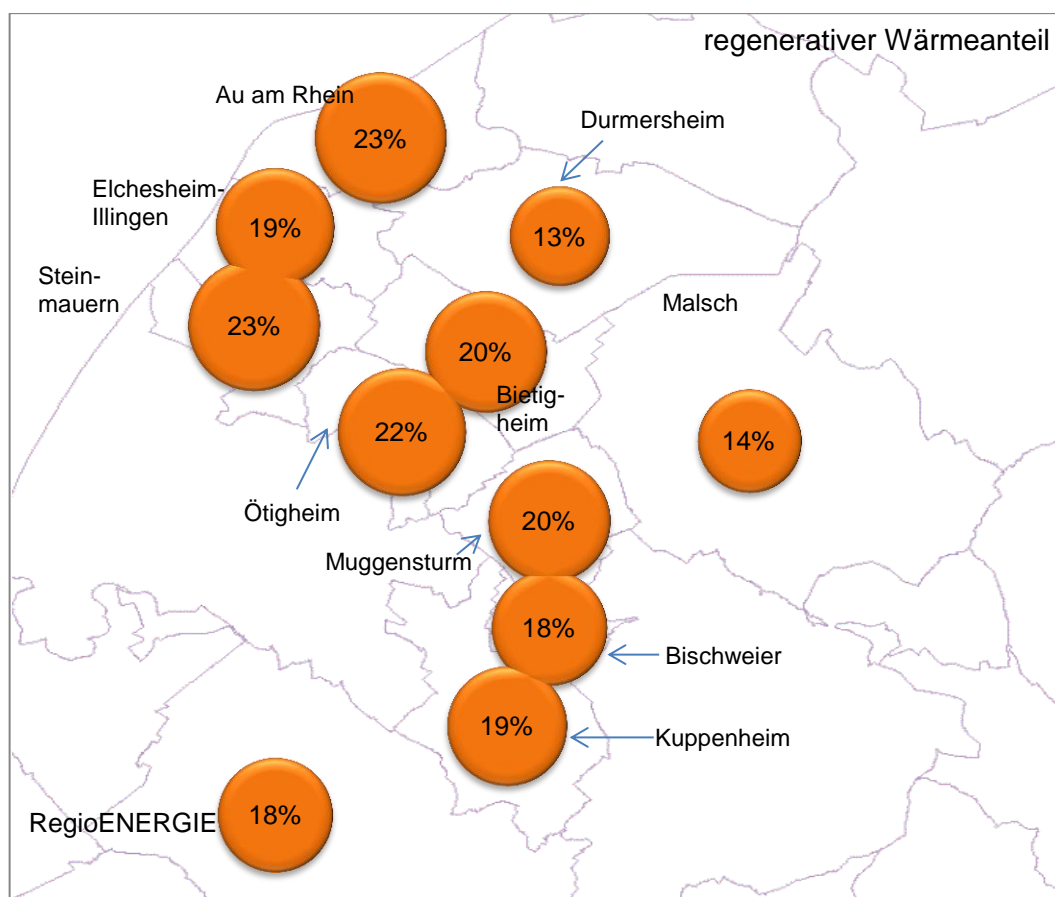 regenerativer Wärmeanteil
Au am Rhein
23%
Durmersheim
Elchesheim-
Illingen
19%
13%
Stein-
mauern
23%
Malsch
20%
Bietig-
heim
22%
14%
Ötigheim
20%
Muggensturm
18%
Bischweier
19%
Kuppenheim
RegioENERGIE
18%